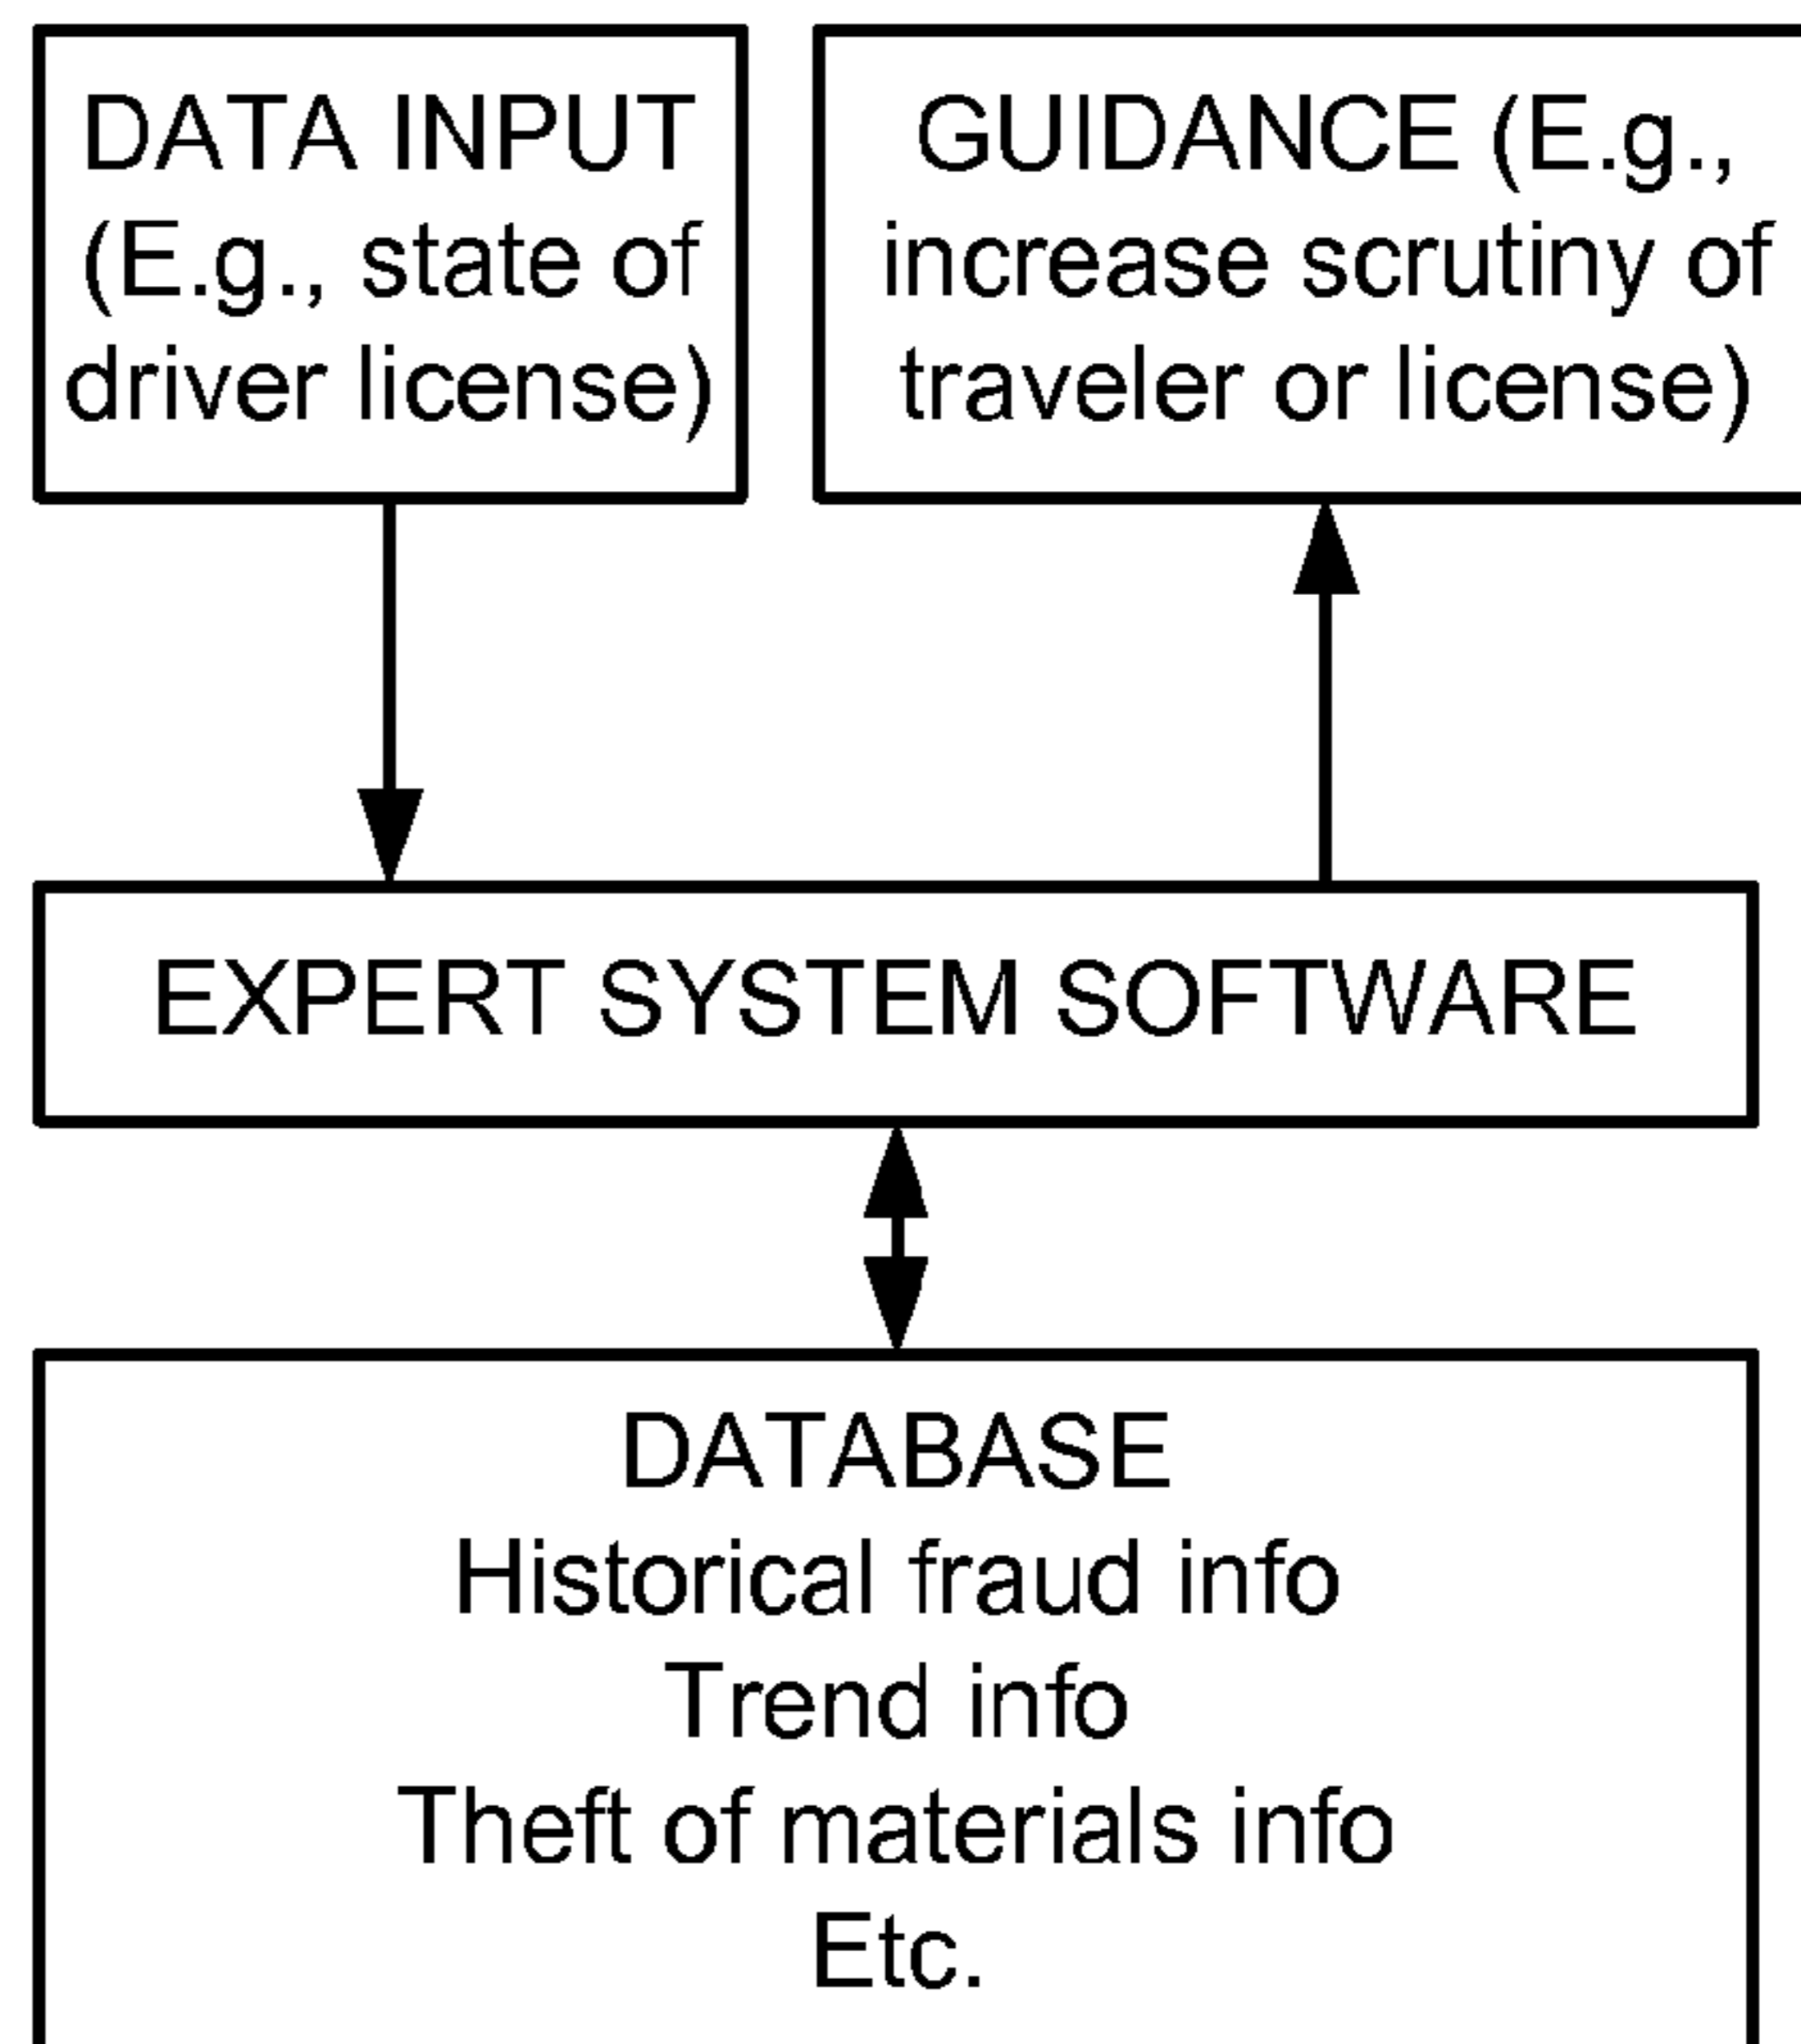 DATA INPUT
(E.g., state of
driver license)
GUIDANCE (E.g.,
increase scrutiny of
traveler or license)
EXPERT SYSTEM SOFTWARE
DATABASE
Historical fraud info
Trend info
Theft of materials info
Etc.